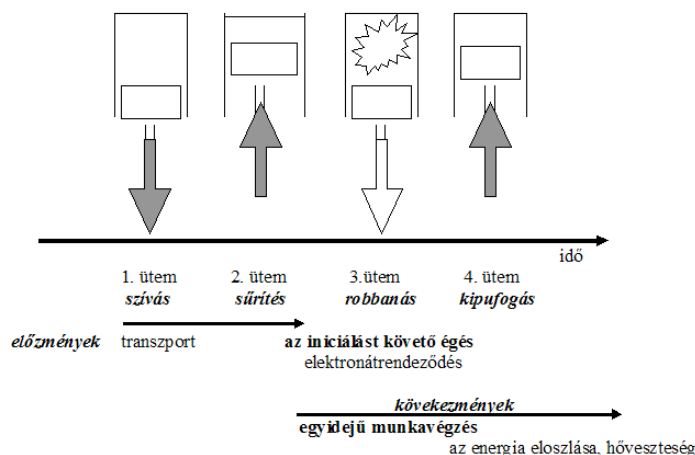 idő
1. ütem 2. ütem 3.ütem 4. ütem
szívás sűrítés robbanás kipufogás
előzmények transzport az iniciálást követő égés
elektronátrendeződés
kövekezmények
egyidejű munkavégzés
az energia eloszlása, hőveszteség